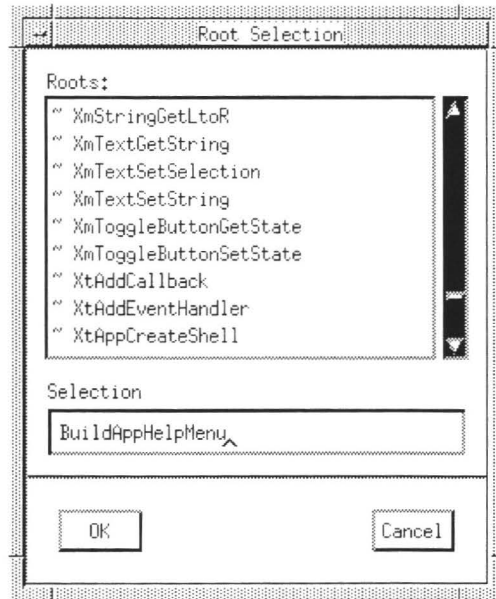 Root Selection
Roots:
~ XmStringGetLtoR
~ XmTextGetString
~ XmTextSetSelection
~ XmTextSetString
~ XmToggleButtonGetState
~ XmToggleButtonSetState
~ XtAddCallback
~ XtAddEventHandler
~ XtAppCreateShell
Selection
BuildAppHelpMenu
OK Cancel